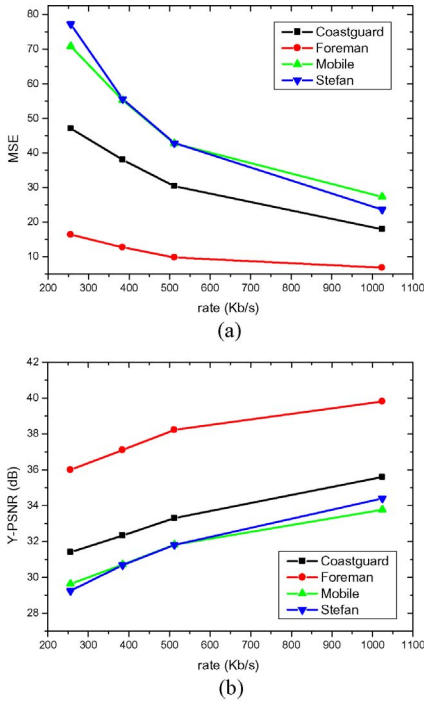 80
70
60
50
40
30
20
10
MSE
Coastguard
Foreman
Mobile
Stefan
200 300 400 500 600 700 800 900 1000 1100
rate (Kb/s)
(a)
42
40
38
36
34
32
30
28
Y-PSNR (dB)
Coastguard
Foreman
Mobile
Stefan
200 300 400 500 600 700 800 900 1000 1100
rate (Kb/s)
(b)